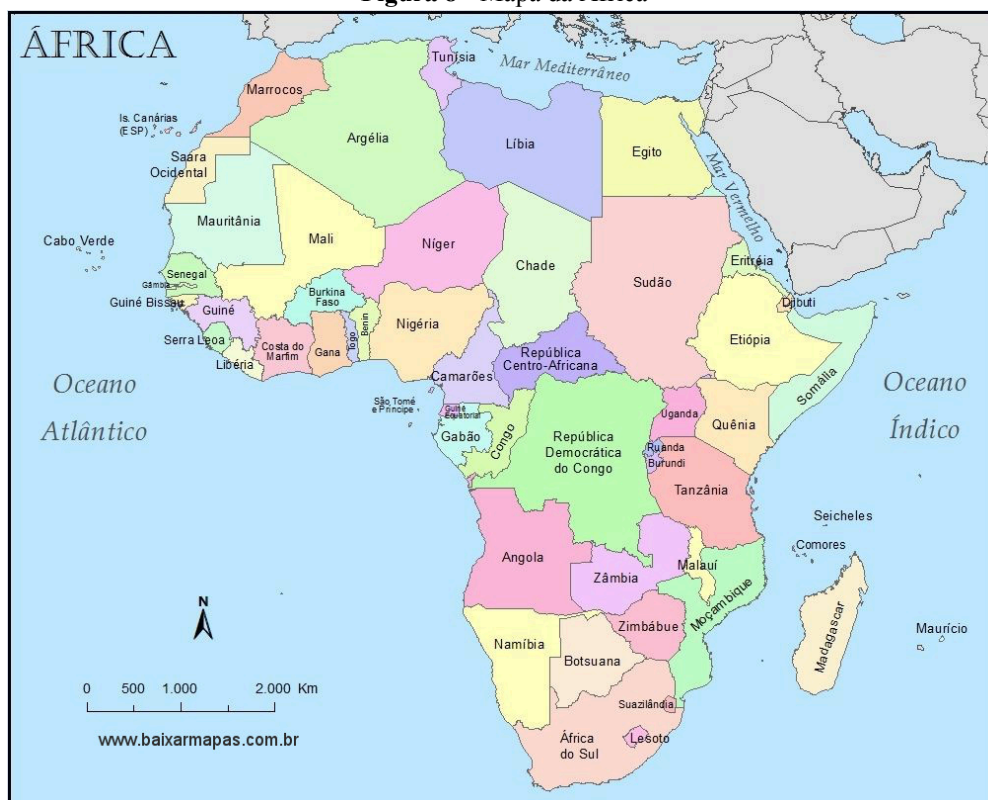 Figura 8 - Mapa da África
ÁFRICA
Mar Mediterrâneo
Tunísia
Marrocos
Is. Canárias
(ESP)
Argélia
Líbia
Egito
Saara
Ocidental
Mar Vermelho
Mauritânia
Mali
Níger
Chade
Sudão
Eritréia
Cabo Verde
Senegal
Gâmbia
Guiné Bissau
Guiné
Burkina
Faso
Benin
Togo
Nigéria
Djibuti
Etiópia
Somália
Serra Leoa
Libéria
Costa do
Marfim
Gana
Camarões
República
Centro-Africana
Oceano
Atlântico
Oceano
Índico
São Tomé
e Príncipe
Guiné
Equatorial
Gabão
Congo
República
Democrática
do Congo
Uganda
Quênia
Ruanda
Burundi
Tanzânia
Seicheles
Comores
Angola
Zâmbia
Malauí
Moçambique
Madagascar
Maurício
N
Namíbia
Zimbábue
Botsuana
Suazilândia
África
do Sul
Lesoto
0 500 1.000 2.000 Km
www.baixarmapas.com.br